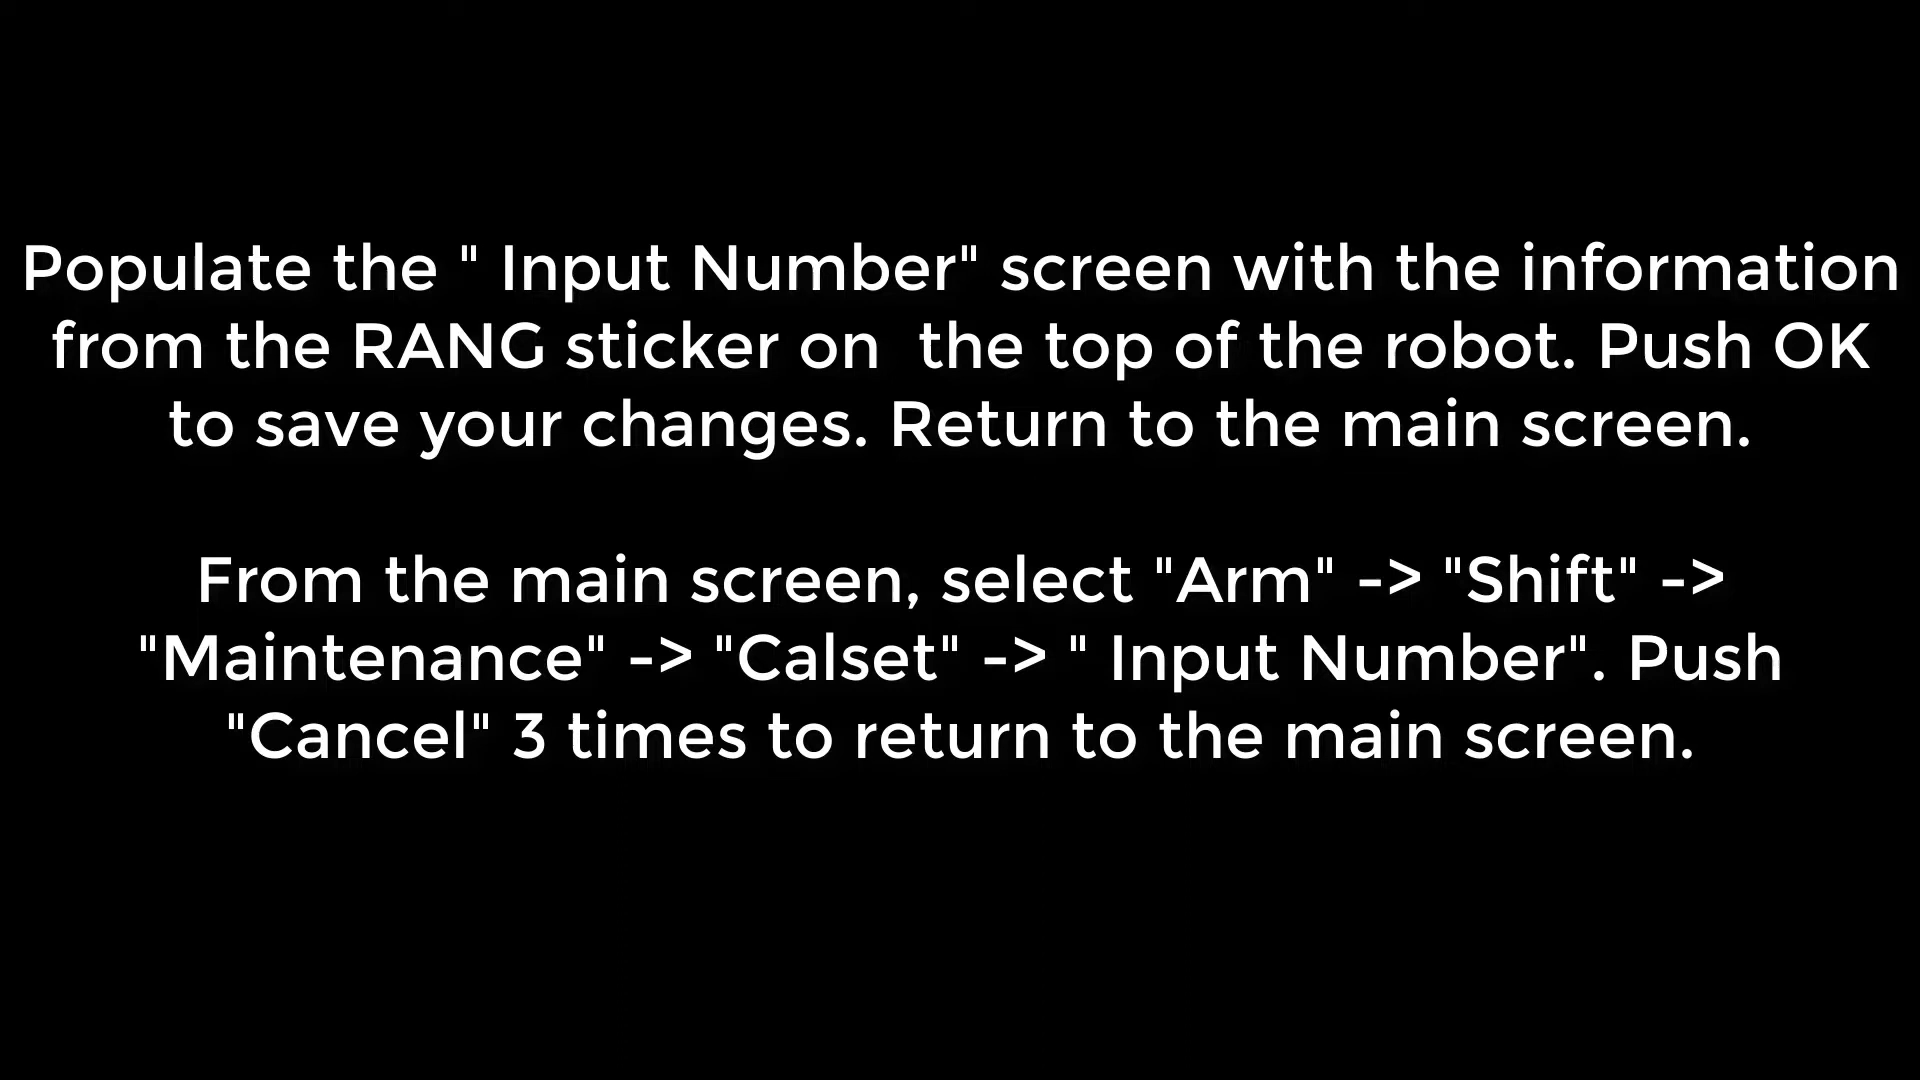 Populate the " Input Number" screen with the information
from the RANG sticker on  the top of the robot. Push OK
to save your changes. Return to the main screen.
From the main screen, select "Arm" -> "Shift" ->
"Maintenance" -> "Calset" -> " Input Number". Push
"Cancel" 3 times to return to the main screen.